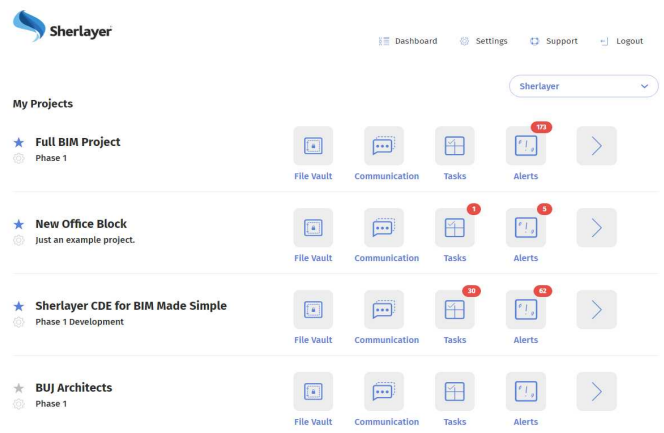 Sherlayer
Dashboard Settings Support Logout
Sherlayer
My Projects
173
Full BIM Project
Phase 1
File Vault Communication Tasks Alerts
1 5
New Office Block
Just an example project.
File Vault Communication Tasks Alerts
30 62
Sherlayer CDE for BIM Made Simple
Phase 1 Development
File Vault Communication Tasks Alerts
BUJ Architects
Phase 1
File Vault Communication Tasks Alerts